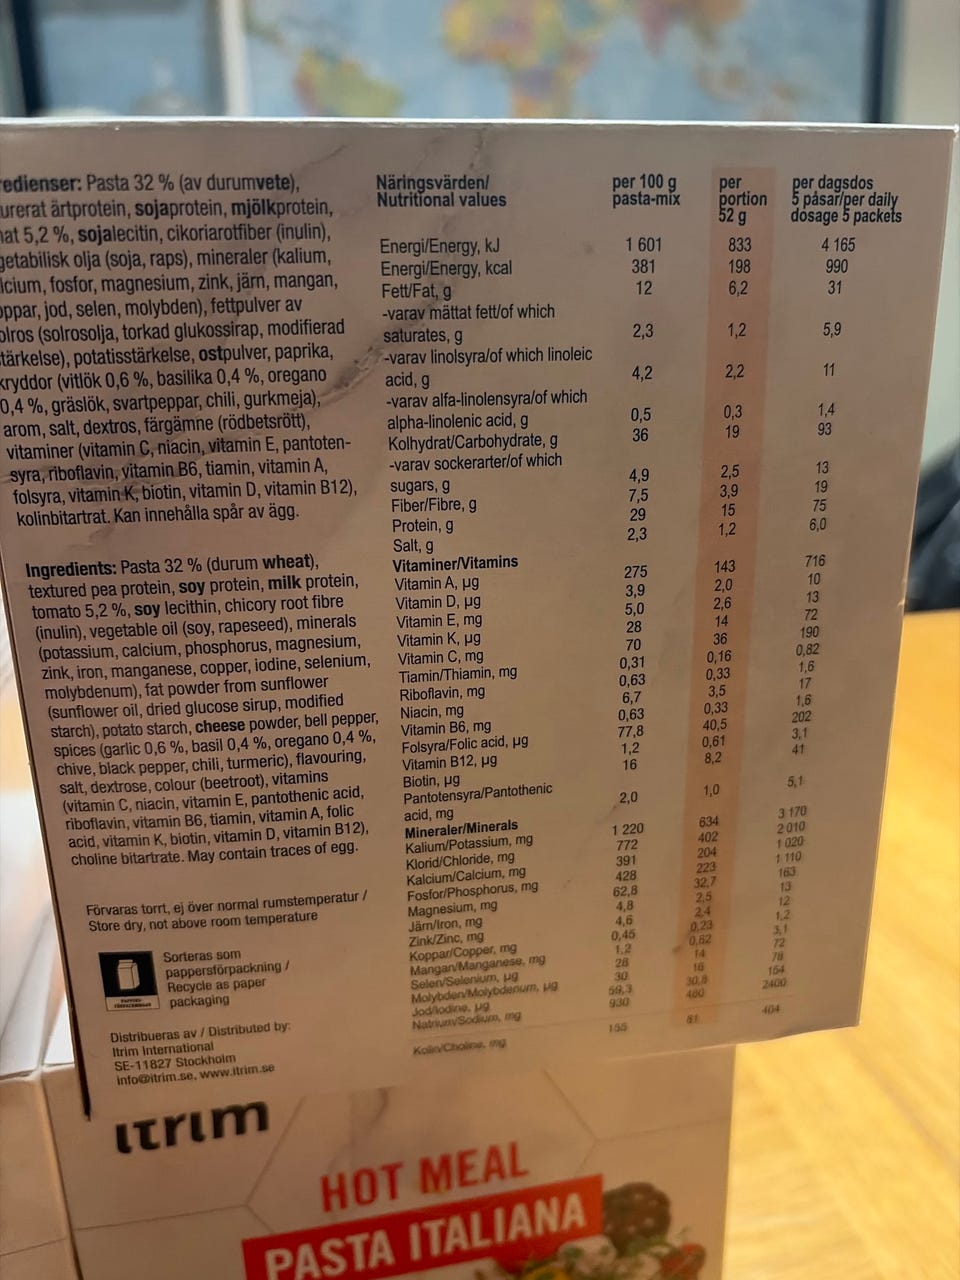 redienser: Pasta 32 % (av durumvete),
urerat ärtprotein, sojaprotein, mjölkprotein,
nat 5,2 %, sojalecitin, cikoriarotfiber (inulin),
getabilisk olja (soja, raps), mineraler (kalium,
lcium, fosfor, magnesium, zink, järn, mangan,
oppar, jod, selen, molybden), fettpulver av
olros (solrosolja, torkad glukossirap, modifierad
tärkelse), potatisstärkelse, ostpulver, paprika,
kryddor (vitlök 0,6 %, basilika 0,4 %, oregano
0,4 %, gräslök, svartpeppar, chili, gurkmeja),
arom, salt, dextros, färgämne (rödbetsrött),
vitaminer (vitamin C, niacin, vitamin E, pantoten-
syra, riboflavin, vitamin B6, tiamin, vitamin A,
folsyra, vitamin K, biotin, vitamin D, vitamin B12),
kolinbitartrat. Kan innehålla spår av ägg.
Ingredients: Pasta 32 % (durum wheat),
textured pea protein, soy protein, milk protein,
tomato 5,2 %, soy lecithin, chicory root fibre
(inulin), vegetable oil (soy, rapeseed), minerals
(potassium, calcium, phosphorus, magnesium,
zink, iron, manganese, copper, iodine, selenium,
molybdenum), fat powder from sunflower
(sunflower oil, dried glucose sirup, modified
starch), potato starch, cheese powder, bell pepper,
spices (garlic 0,6 %, basil 0,4 %, oregano 0,4 %,
chive, black pepper, chili, turmeric), flavouring,
salt, dextrose, colour (beetroot), vitamins
(vitamin C, niacin, vitamin E, pantothenic acid,
riboflavin, vitamin B6, tiamin, vitamin A, folic
acid, vitamin K, biotin, vitamin D, vitamin B12),
choline bitartrate. May contain traces of egg.
Förvaras torrt, ej över normal rumstemperatur /
Store dry, not above room temperature
Sorteras som
pappersförpackning /
Recycle as paper
packaging
Distribueras av / Distributed by:
Itrim International
SE-11827 Stockholm
info@itrim.se, www.itrim.se
Näringsvärden/ per 100 g per per dagsdos
Nutritional values pasta-mix portion 5 påsar/per daily
52 g dosage 5 packets
Energi/Energy, kJ 1 601 833 4 165
Energi/Energy, kcal 381 198 990
Fett/Fat, g 12 6,2 31
-varav mättat fett/of which
saturates, g 2,3 1,2 5,9
-varav linolsyra/of which linoleic
acid, g 4,2 2,2 11
-varav alfa-linolensyra/of which
alpha-linolenic acid, g 0,5 0,3 1,4
Kolhydrat/Carbohydrate, g 36 19 93
-varav sockerarter/of which
sugars, g 4,9 2,5 13
Fiber/Fibre, g 7,5 3,9 19
Protein, g 29 15 75
Salt, g 2,3 1,2 6,0
Vitaminer/Vitamins
Vitamin A, µg 275 143 716
Vitamin D, µg 3,9 2,0 10
Vitamin E, mg 5,0 2,6 13
Vitamin K, µg 28 14 72
Vitamin C, mg 70 36 190
Tiamin/Thiamin, mg 0,31 0,16 0,82
Riboflavin, mg 0,63 0,33 1,6
Niacin, mg 6,7 3,5 17
Vitamin B6, mg 0,63 0,33 1,6
Folsyra/Folic acid, µg 77,8 40,5 202
Vitamin B12, µg 1,2 0,61 3,1
Biotin, µg 16 8,2 41
Pantotensyra/Pantothenic
acid, mg 2,0 1,0 5,1
Mineraler/Minerals
Kalium/Potassium, mg 1 220 634 3 170
Klorid/Chloride, mg 772 402 2 010
Kalcium/Calcium, mg 391 204 1 020
Fosfor/Phosphorus, mg 428 223 1 110
Magnesium, mg 62,8 32,7 163
Järn/Iron, mg 4,8 2,5 13
Zink/Zinc, mg 4,6 2,4 12
Koppar/Copper, mg 0,45 0,23 1,2
Mangan/Manganese, mg 1,2 0,62 3,1
Selen/Selenium, µg 28 14 72
Molybden/Molybdenum, µg 30 16 78
Jod/Iodine, µg 59,3 30,8 154
Natrium/Sodium, mg 930 480 2400
Kolin/Choline, mg 155 81 404
itrim
HOT MEAL
PASTA ITALIANA